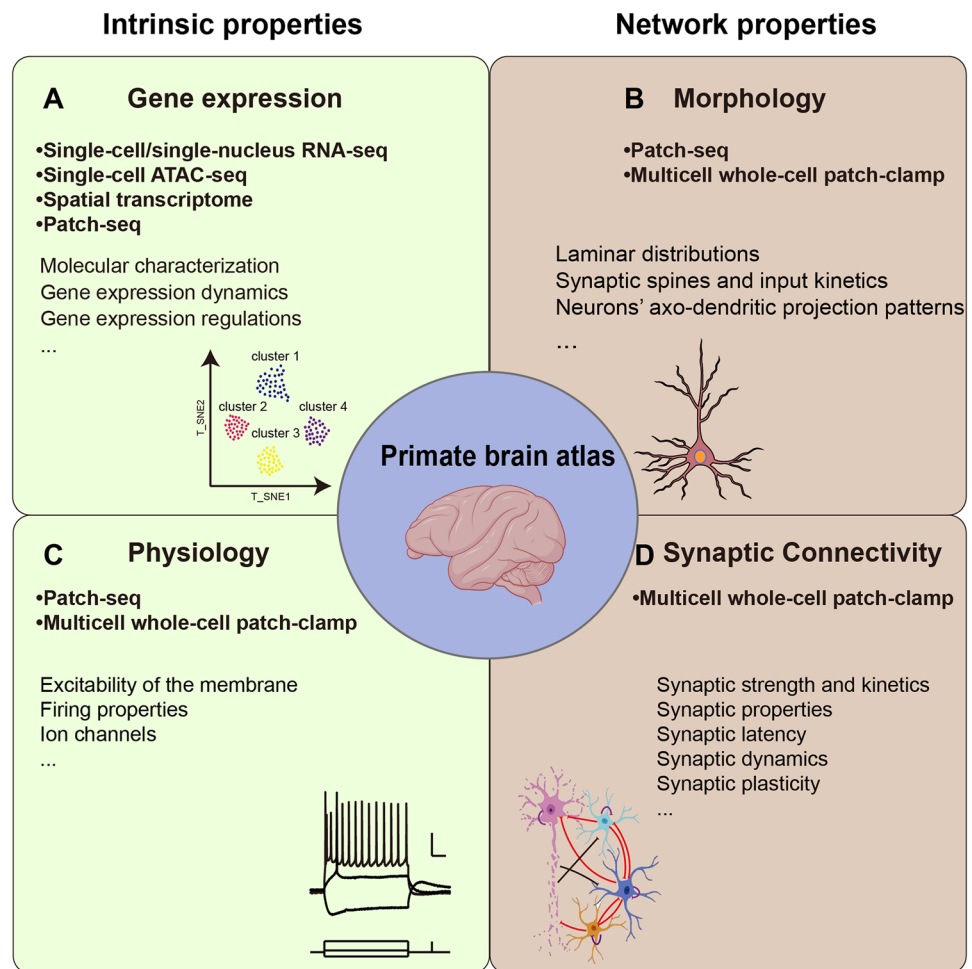 Intrinsic properties
Network properties
A
Gene expression
•Single-cell/single-nucleus RNA-seq
•Single-cell ATAC-seq
•Spatial transcriptome
•Patch-seq
Molecular characterization
Gene expression dynamics
Gene expression regulations
...
cluster 1
cluster 2
cluster 4
cluster 3
T_SNE2
T_SNE1
B
Morphology
•Patch-seq
•Multicell whole-cell patch-clamp
Laminar distributions
Synaptic spines and input kinetics
Neurons’ axo-dendritic projection patterns
...
Primate brain atlas
C
Physiology
•Patch-seq
•Multicell whole-cell patch-clamp
Excitability of the membrane
Firing properties
Ion channels
...
D
Synaptic Connectivity
•Multicell whole-cell patch-clamp
Synaptic strength and kinetics
Synaptic properties
Synaptic latency
Synaptic dynamics
Synaptic plasticity
...